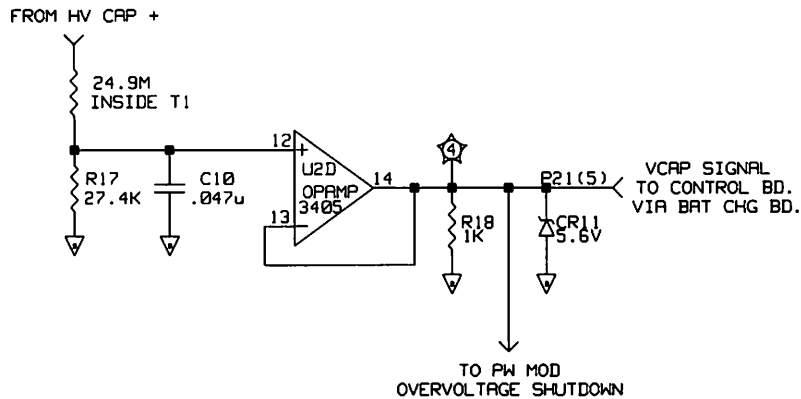 FROM HV CAP +
24.9M
INSIDE T1
R17
27.4K
C10
.047u
12
+
U2D
OPAMP
3405
13
-
14
4
R18
1K
P21(5)
CR11
5.6V
VCAP SIGNAL
TO CONTROL BD.
VIA BAT CHG BD.
TO PW MOD
OVERVOLTAGE SHUTDOWN